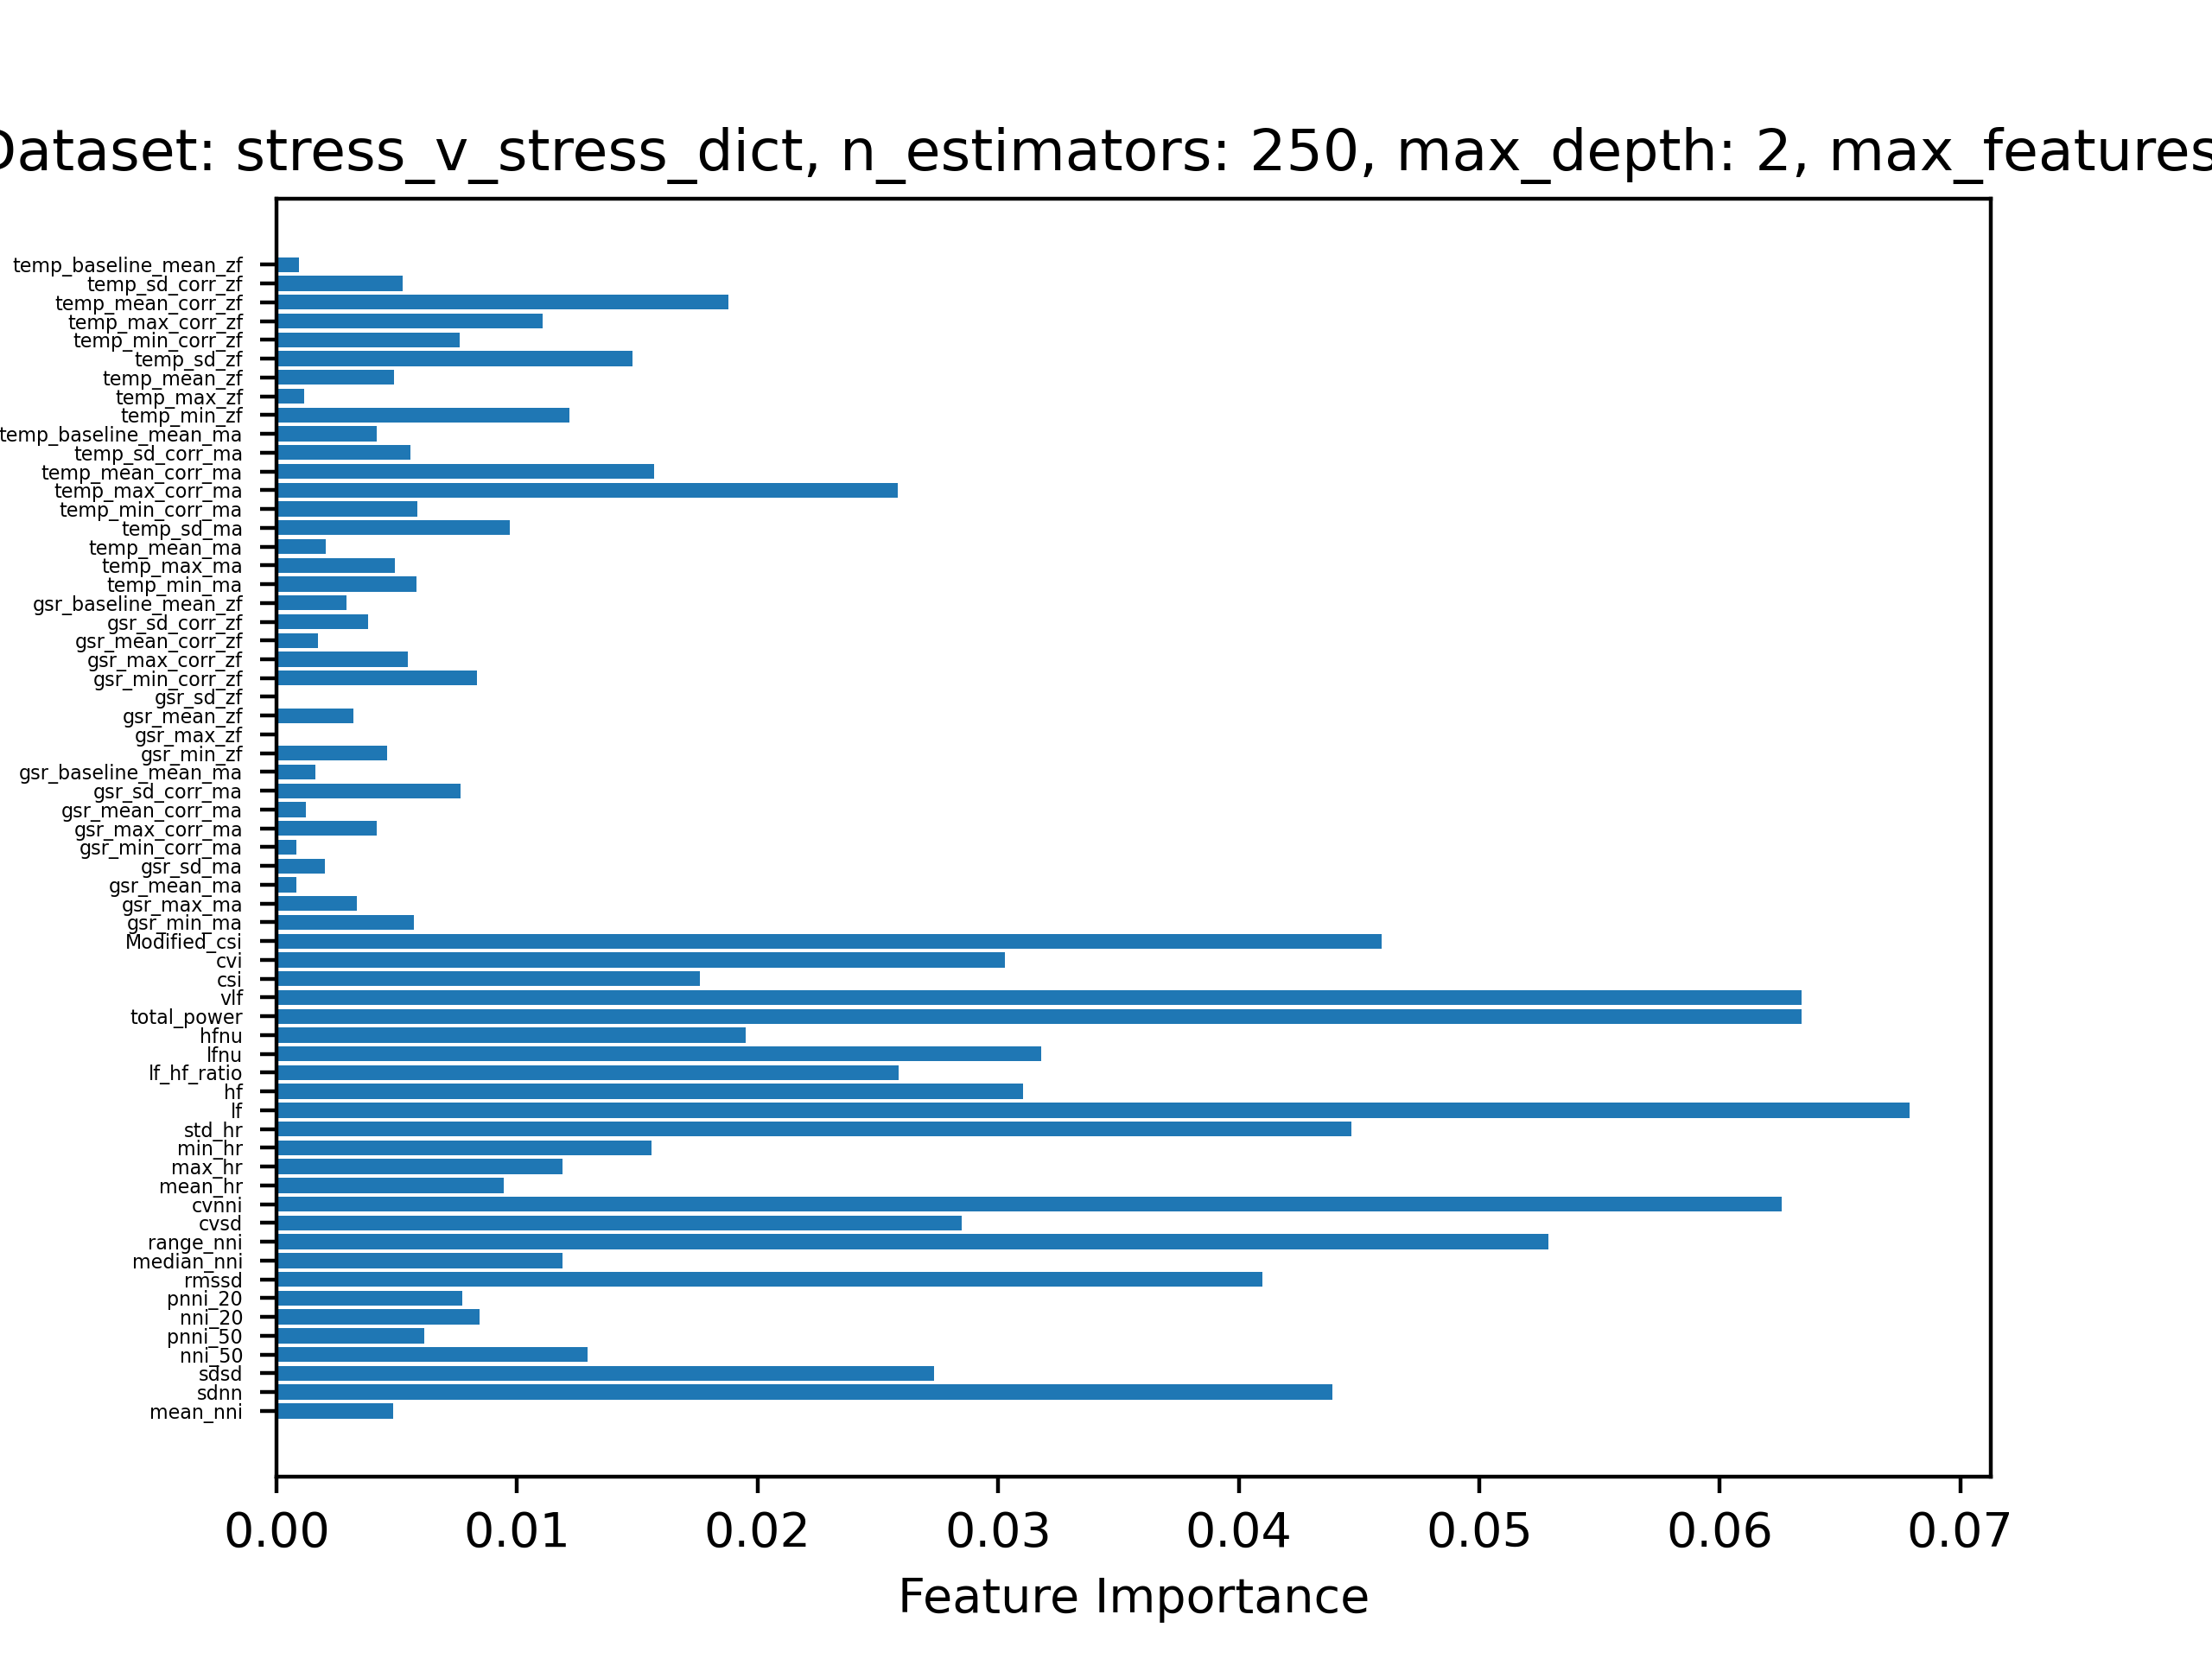 Dataset: stress_v_stress_dict, n_estimators: 250, max_depth: 2, max_features
temp_baseline_mean_zf
temp_sd_corr_zf
temp_mean_corr_zf
temp_max_corr_zf
temp_min_corr_zf
temp_sd_zf
temp_mean_zf
temp_max_zf
temp_min_zf
temp_baseline_mean_ma
temp_sd_corr_ma
temp_mean_corr_ma
temp_max_corr_ma
temp_min_corr_ma
temp_sd_ma
temp_mean_ma
temp_max_ma
temp_min_ma
gsr_baseline_mean_zf
gsr_sd_corr_zf
gsr_mean_corr_zf
gsr_max_corr_zf
gsr_min_corr_zf
gsr_sd_zf
gsr_mean_zf
gsr_max_zf
gsr_min_zf
gsr_baseline_mean_ma
gsr_sd_corr_ma
gsr_mean_corr_ma
gsr_max_corr_ma
gsr_min_corr_ma
gsr_sd_ma
gsr_mean_ma
gsr_max_ma
gsr_min_ma
Modified_csi
cvi
csi
vlf
total_power
hfnu
lfnu
lf_hf_ratio
hf
lf
std_hr
min_hr
max_hr
mean_hr
cvnni
cvsd
range_nni
median_nni
rmssd
pnni_20
nni_20
pnni_50
nni_50
sdsd
sdnn
mean_nni
0.00 0.01 0.02 0.03 0.04 0.05 0.06 0.07
Feature Importance